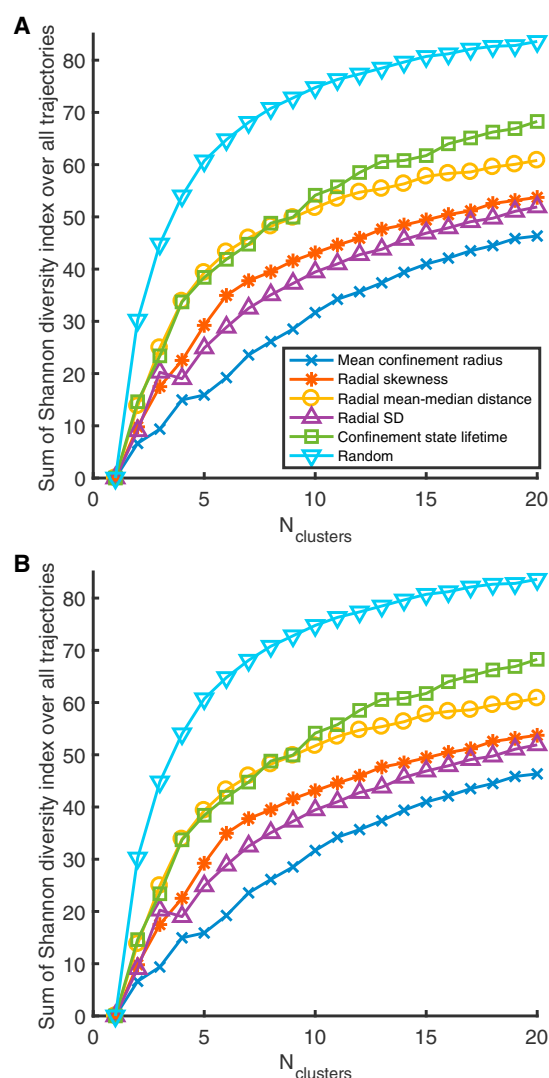 A
Sum of Shannon diversity index over all trajectories
80
70
60
50
40
30
20
10
0
Mean confinement radius
Radial skewness
Radial mean-median distance
Radial SD
Confinement state lifetime
Random
0 5 10 15 20
N_clusters
B
Sum of Shannon diversity index over all trajectories
80
70
60
50
40
30
20
10
0
0 5 10 15 20
N_clusters